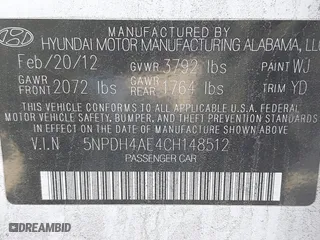 MANUFACTURED BY
HYUNDAI MOTOR MANUFACTURING ALABAMA, LLC
Feb/20/12 GVWR 3792 lbs PAINT WJ
GAWR FRONT 2072 lbs GAWR REAR 1764 lbs TRIM YD
THIS VEHICLE CONFORMS TO ALL APPLICABLE U.S.A. FEDERAL
MOTOR VEHICLE SAFETY, BUMPER, AND THEFT PREVENTION
STANDARDS IN EFFECT ON THE DATE OF MANUFACTURE SHOWN ABOVE.
V.I.N 5NPDH4AE4CH148512
PASSENGER CAR
DREAMBID.COM